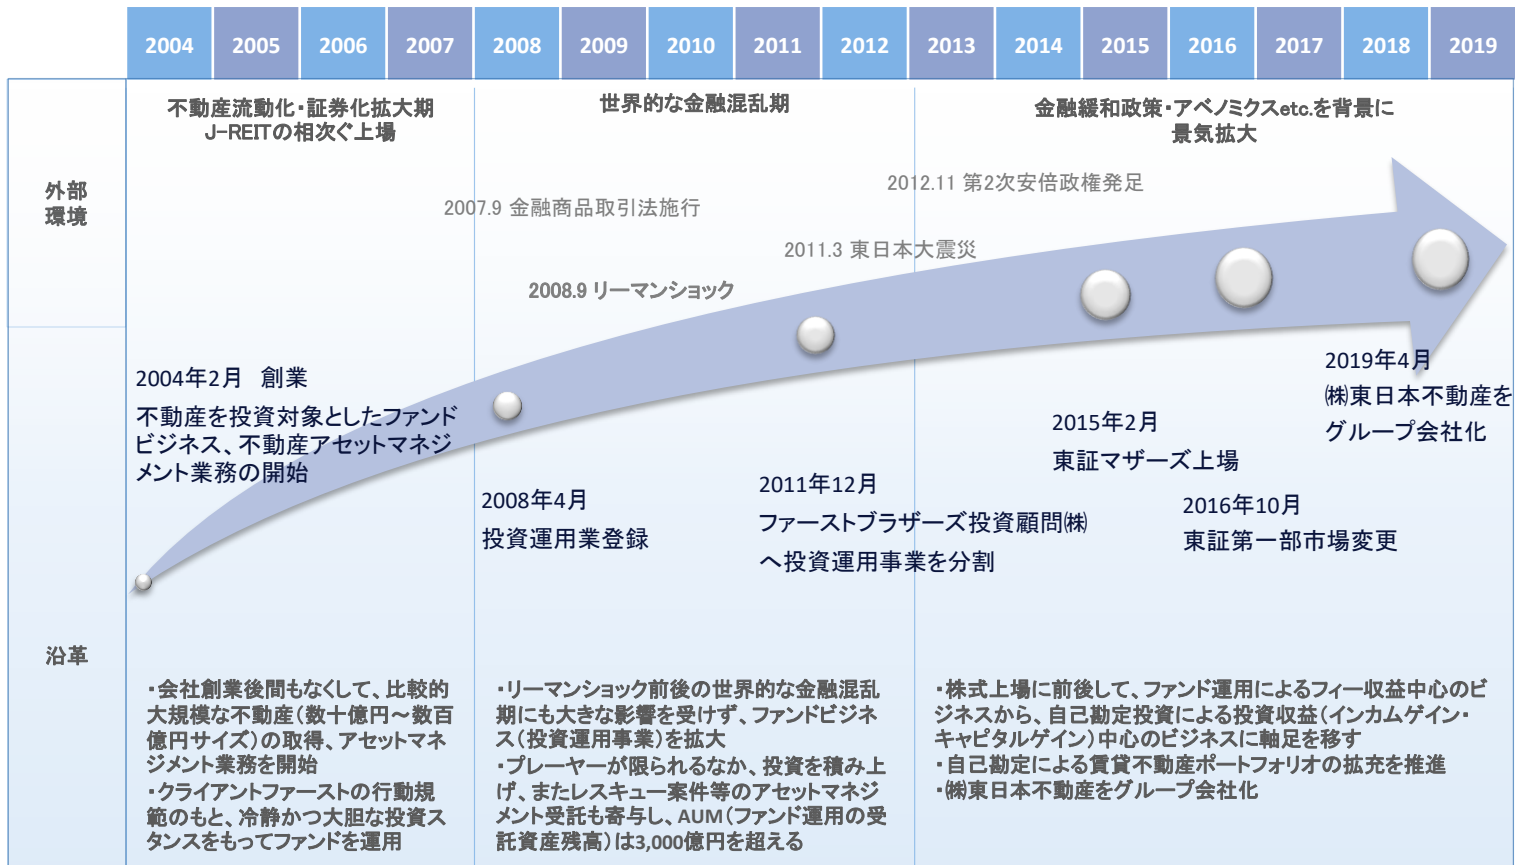 2004 2005 2006 2007 2008 2009 2010 2011 2012 2013 2014 2015 2016 2017 2018 2019
外部
環境
不動産流動化・証券化拡大期
J-REITの相次ぐ上場
世界的な金融混乱期
金融緩和政策・アベノミクスetc.を背景に
景気拡大
2012.11 第2次安倍政権発足
2007.9 金融商品取引法施行
2011.3 東日本大震災
2008.9 リーマンショック
沿革
2004年2月　創業
不動産を投資対象としたファンド
ビジネス、不動産アセットマネジ
メント業務の開始
2008年4月
投資運用業登録
2011年12月
ファーストブラザーズ投資顧問㈱
へ投資運用事業を分割
2015年2月
東証マザーズ上場
2016年10月
東証第一部市場変更
2019年4月
㈱東日本不動産を
グループ会社化
・会社創業後間もなくして、比較的
大規模な不動産（数十億円～数百
億円サイズ）の取得、アセットマネ
ジメント業務を開始
・クライアントファーストの行動規
範のもと、冷静かつ大胆な投資ス
タンスをもってファンドを運用
・リーマンショック前後の世界的な金融混乱
期にも大きな影響を受けず、ファンドビジネ
ス（投資運用事業）を拡大
・プレーヤーが限られるなか、投資を積み上
げ、またレスキュー案件等のアセットマネジ
メント受託も寄与し、AUM（ファンド運用の受
託資産残高）は3,000億円を超える
・株式上場に前後して、ファンド運用によるフィー収益中心のビ
ジネスから、自己勘定投資による投資収益（インカムゲイン・
キャピタルゲイン）中心のビジネスに軸足を移す
・自己勘定による賃貸不動産ポートフォリオの拡充を推進
・㈱東日本不動産をグループ会社化